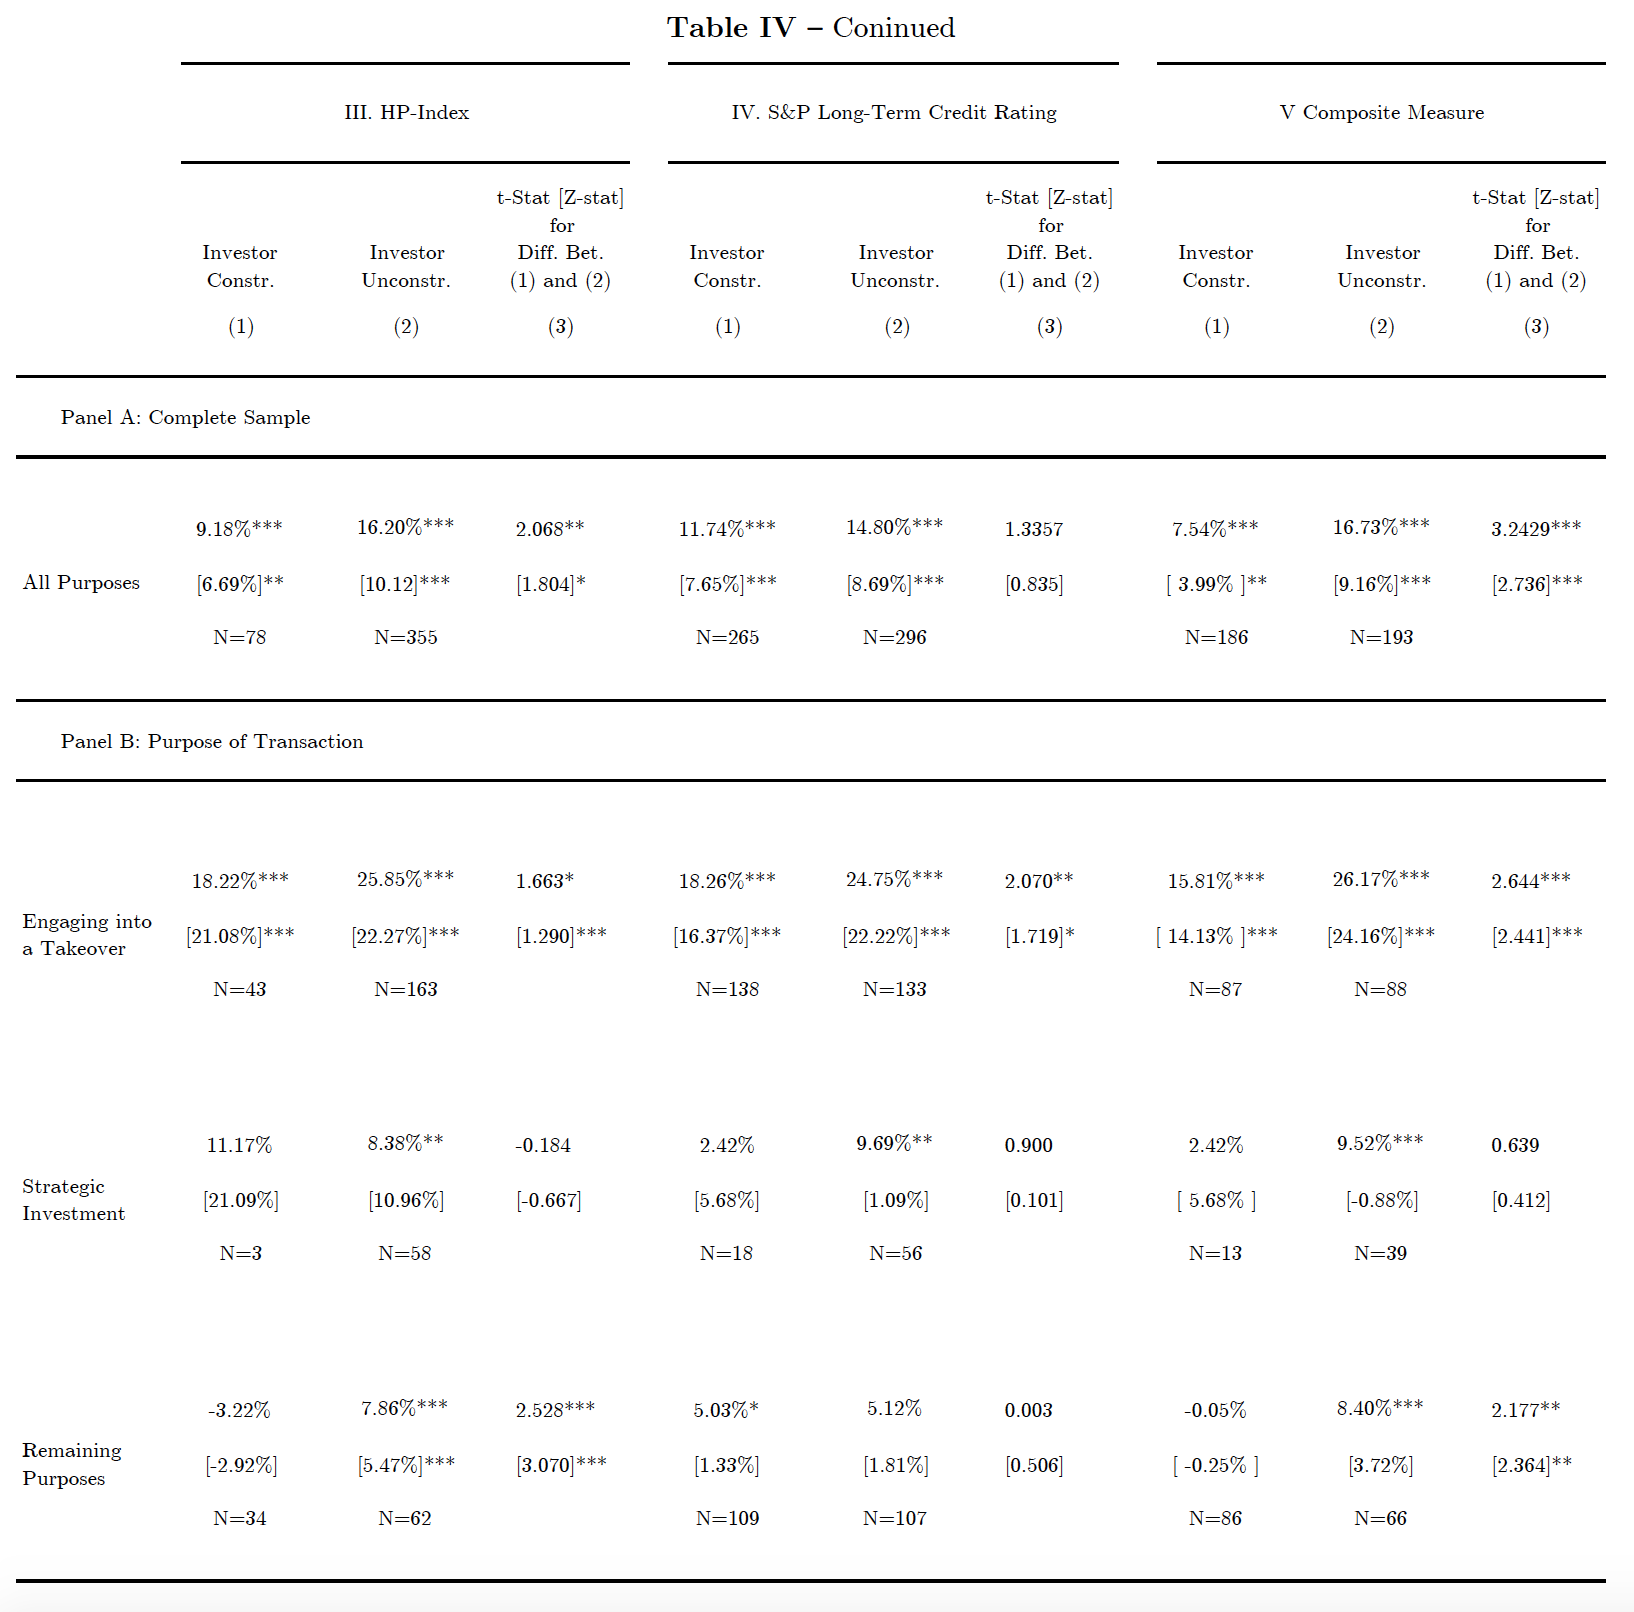 Table IV – Coninued
III. HP-Index IV. S&P Long-Term Credit Rating V Composite Measure
t-Stat [Z-stat] t-Stat [Z-stat] t-Stat [Z-stat]
for for for
Investor Investor Diff. Bet. Investor Investor Diff. Bet. Investor Investor Diff. Bet.
Constr. Unconstr. (1) and (2) Constr. Unconstr. (1) and (2) Constr. Unconstr. (1) and (2)
(1) (2) (3) (1) (2) (3) (1) (2) (3)
Panel A: Complete Sample
9.18%*** 16.20%*** 2.068** 11.74%*** 14.80%*** 1.3357 7.54%*** 16.73%*** 3.2429***
All Purposes [6.69%]** [10.12]*** [1.804]* [7.65%]*** [8.69%]*** [0.835] [ 3.99% ]** [9.16%]*** [2.736]***
N=78 N=355 N=265 N=296 N=186 N=193
Panel B: Purpose of Transaction
18.22%*** 25.85%*** 1.663* 18.26%*** 24.75%*** 2.070** 15.81%*** 26.17%*** 2.644***
Engaging into
a Takeover
[21.08%]*** [22.27%]*** [1.290]*** [16.37%]*** [22.22%]*** [1.719]* [ 14.13% ]*** [24.16%]*** [2.441]***
N=43 N=163 N=138 N=133 N=87 N=88
11.17% 8.38%** -0.184 2.42% 9.69%** 0.900 2.42% 9.52%*** 0.639
Strategic
Investment
[21.09%] [10.96%] [-0.667] [5.68%] [1.09%] [0.101] [ 5.68% ] [-0.88%] [0.412]
N=3 N=58 N=18 N=56 N=13 N=39
-3.22% 7.86%*** 2.528*** 5.03%* 5.12% 0.003 -0.05% 8.40%*** 2.177**
Remaining
Purposes
[-2.92%] [5.47%]*** [3.070]*** [1.33%] [1.81%] [0.506] [ -0.25% ] [3.72%] [2.364]**
N=34 N=62 N=109 N=107 N=86 N=66